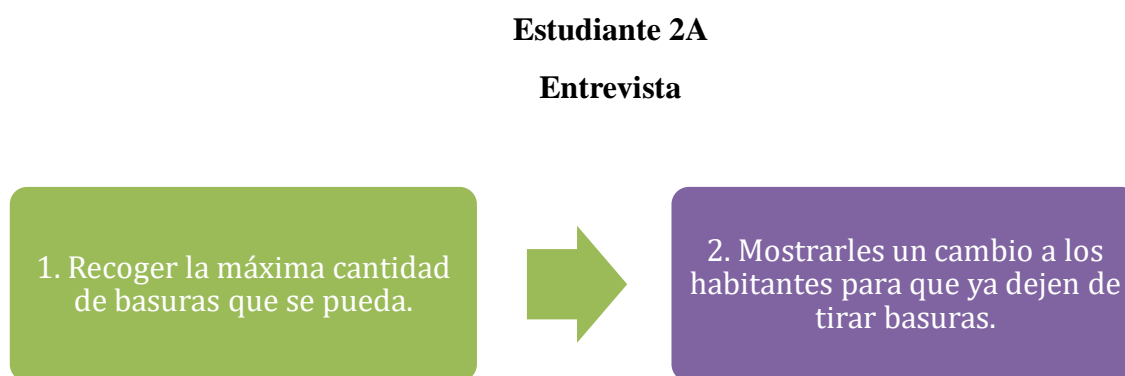 Estudiante 2A
Entrevista
1. Recoger la máxima cantidad
de basuras que se pueda.
2. Mostrarles un cambio a los
habitantes para que ya dejen de
tirar basuras.